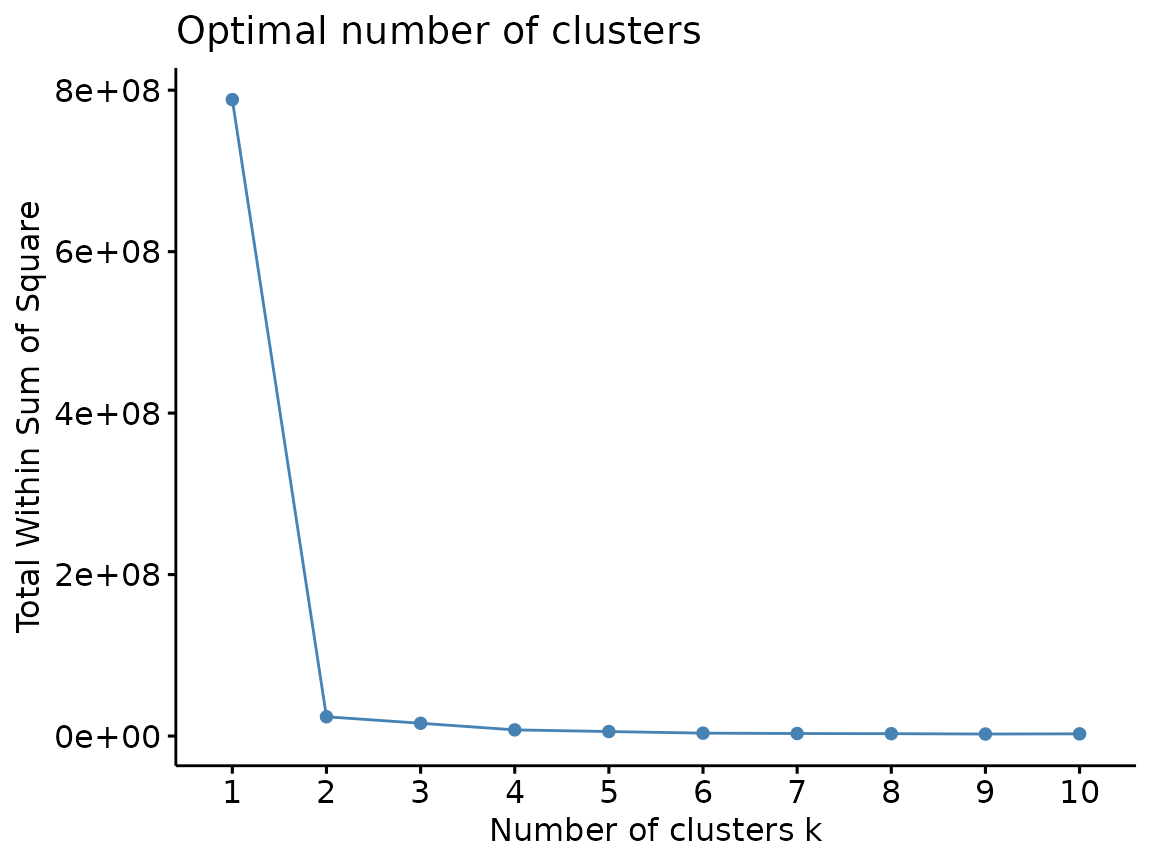 Optimal number of clusters
Total Within Sum of Square
8e+08
6e+08
4e+08
2e+08
0e+00
1 2 3 4 5 6 7 8 9 10
Number of clusters k